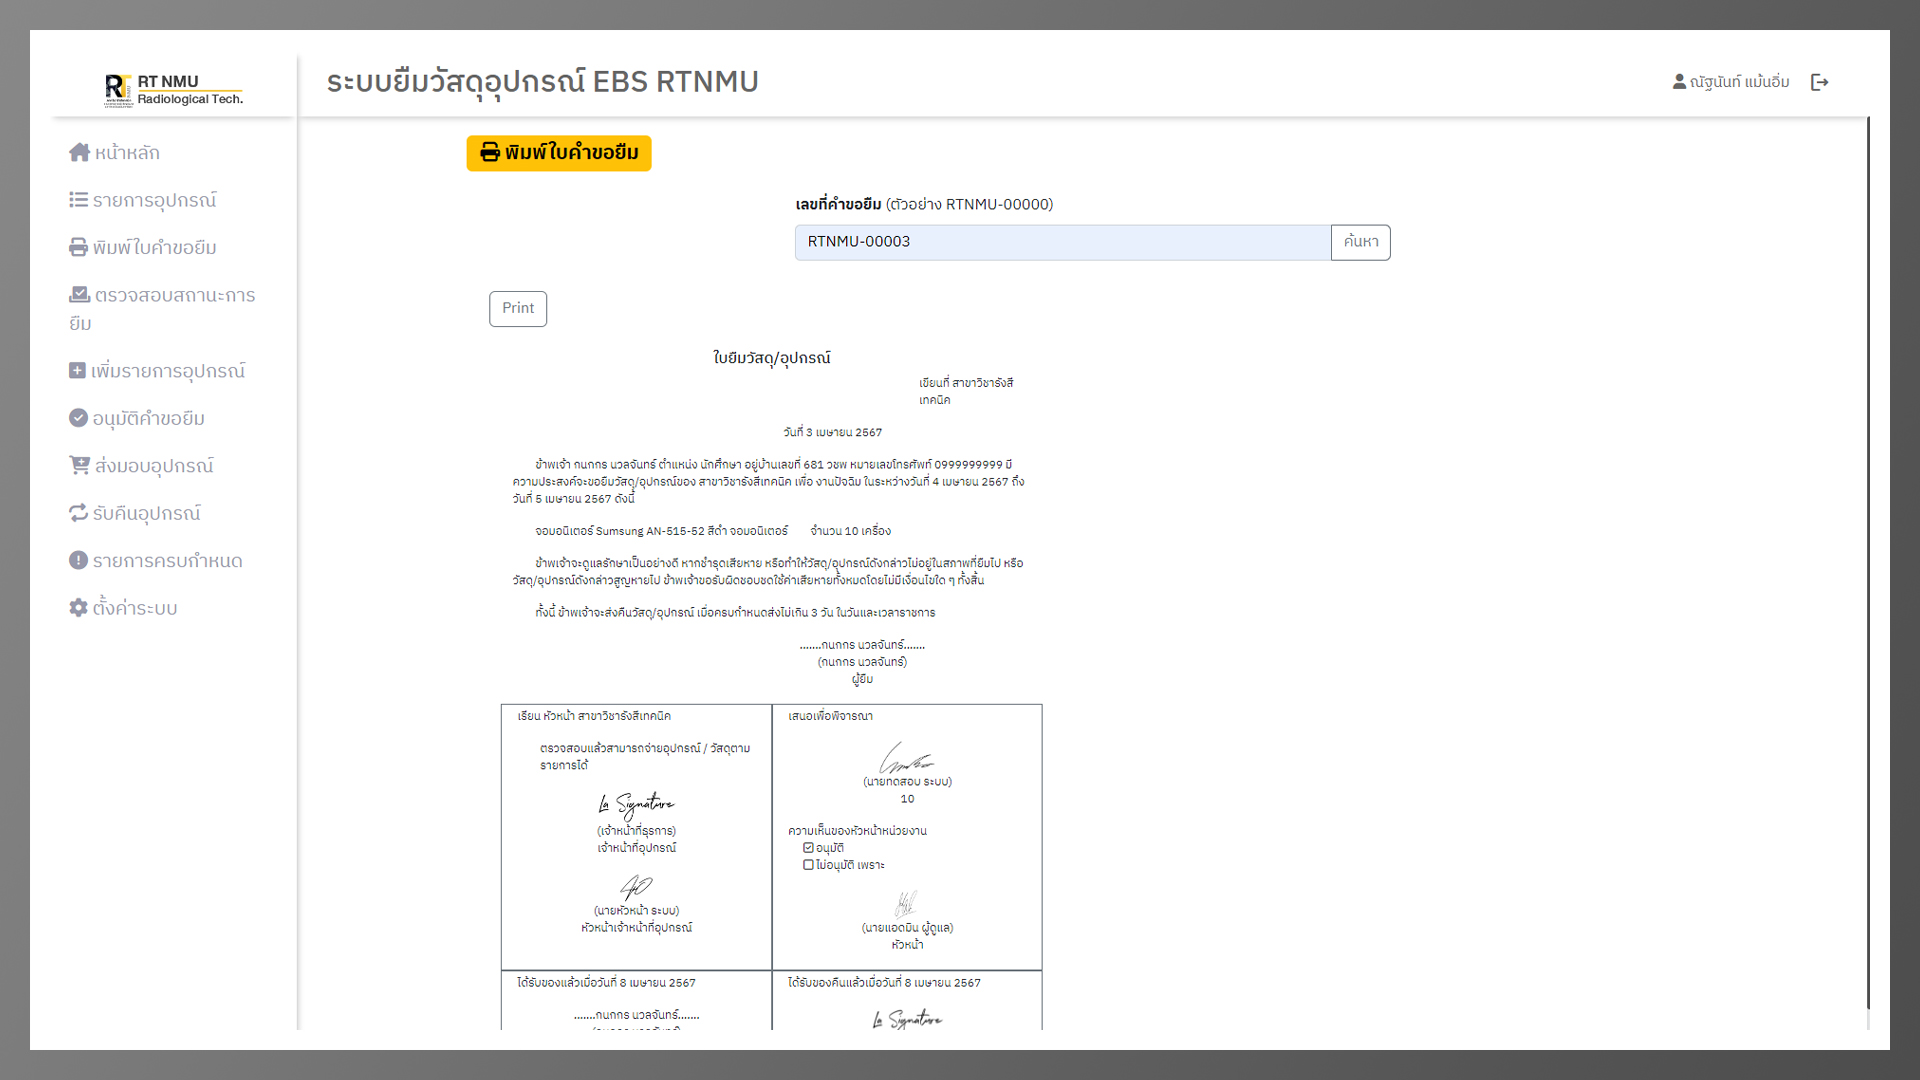 RT NMU
Radiological Tech.
ระบบยืมวัสดุอุปกรณ์ EBS RTNMU
ณัฐนันท์ แม้นอิ่ม
หน้าหลัก
รายการอุปกรณ์
พิมพ์ใบคำขอยืม
ตรวจสอบสถานะการ
ยืม
เพิ่มรายการอุปกรณ์
อนุมัติคำขอยืม
ส่งมอบอุปกรณ์
รับคืนอุปกรณ์
รายการครบกำหนด
ตั้งค่าระบบ
พิมพ์ใบคำขอยืม
เลขที่คำขอยืม (ตัวอย่าง RTNMU-00000)
RTNMU-00003
ค้นหา
Print
ใบยืมวัสดุ/อุปกรณ์
เขียนที่ สาขาวิชารังสี
เทคนิค
วันที่ 3 เมษายน 2567
ข้าพเจ้า กนกกร นวลจันทร์ ตำแหน่ง นักศึกษา อยู่บ้านเลขที่ 681 วชพ หมายเลขโทรศัพท์ 0999999999 มี
ความประสงค์จะขอยืมวัสดุ/อุปกรณ์ของ สาขาวิชารังสีเทคนิค เพื่อ งานปัจฉิม ในระหว่างวันที่ 4 เมษายน 2567 ถึง
วันที่ 5 เมษายน 2567 ดังนี้
จอมอนิเตอร์ Sumsung AN-515-52 สีดำ จอมอนิเตอร์ จำนวน 10 เครื่อง
ข้าพเจ้าจะดูแลรักษาเป็นอย่างดี หากชำรุดเสียหาย หรือทำให้วัสดุ/อุปกรณ์ดังกล่าวไม่อยู่ในสภาพที่ยืมไป หรือ
วัสดุ/อุปกรณ์ดังกล่าวสูญหายไป ข้าพเจ้าขอรับผิดชอบชดใช้ค่าเสียหายทั้งหมดโดยไม่มีเงื่อนไขใด ๆ ทั้งสิ้น
ทั้งนี้ ข้าพเจ้าจะส่งคืนวัสดุ/อุปกรณ์ เมื่อครบกำหนดส่งไม่เกิน 3 วัน ในวันและเวลาราชการ
.......กนกกร นวลจันทร์.......
(กนกกร นวลจันทร์)
ผู้ยืม
เรียน หัวหน้า สาขาวิชารังสีเทคนิค
ตรวจสอบแล้วสามารถจ่ายอุปกรณ์ / วัสดุตาม
รายการได้
La Signature
(เจ้าหน้าที่ธุรการ)
เจ้าหน้าที่อุปกรณ์
(นายหัวหน้า ระบบ)
หัวหน้าเจ้าหน้าที่อุปกรณ์
เสนอเพื่อพิจารณา
(นายทดสอบ ระบบ)
10
ความเห็นของหัวหน้าหน่วยงาน
อนุมัติ
ไม่อนุมัติ เพราะ
(นายแอดมิน ผู้ดูแล)
หัวหน้า
ได้รับของแล้วเมื่อวันที่ 8 เมษายน 2567
.......กนกกร นวลจันทร์.......
ได้รับของคืนแล้วเมื่อวันที่ 8 เมษายน 2567
La Signature